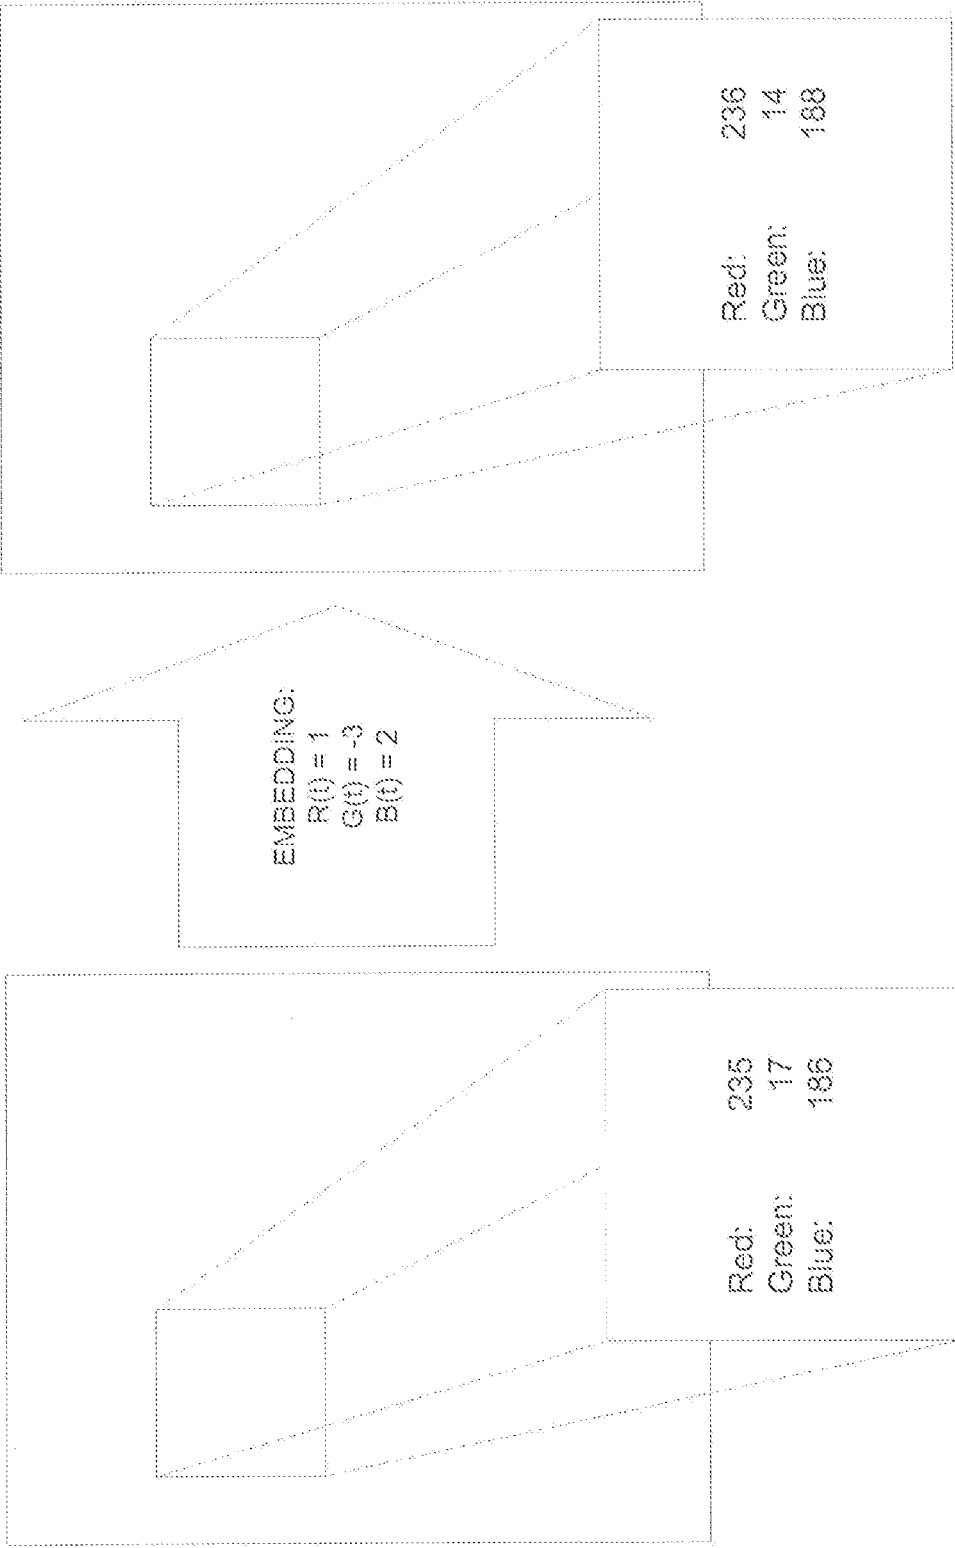 Red: 235
Green: 17
Blue: 186
EMBEDDING:
R(t) = 1
G(t) = -3
B(t) = 2
Red: 236
Green: 14
Blue: 188